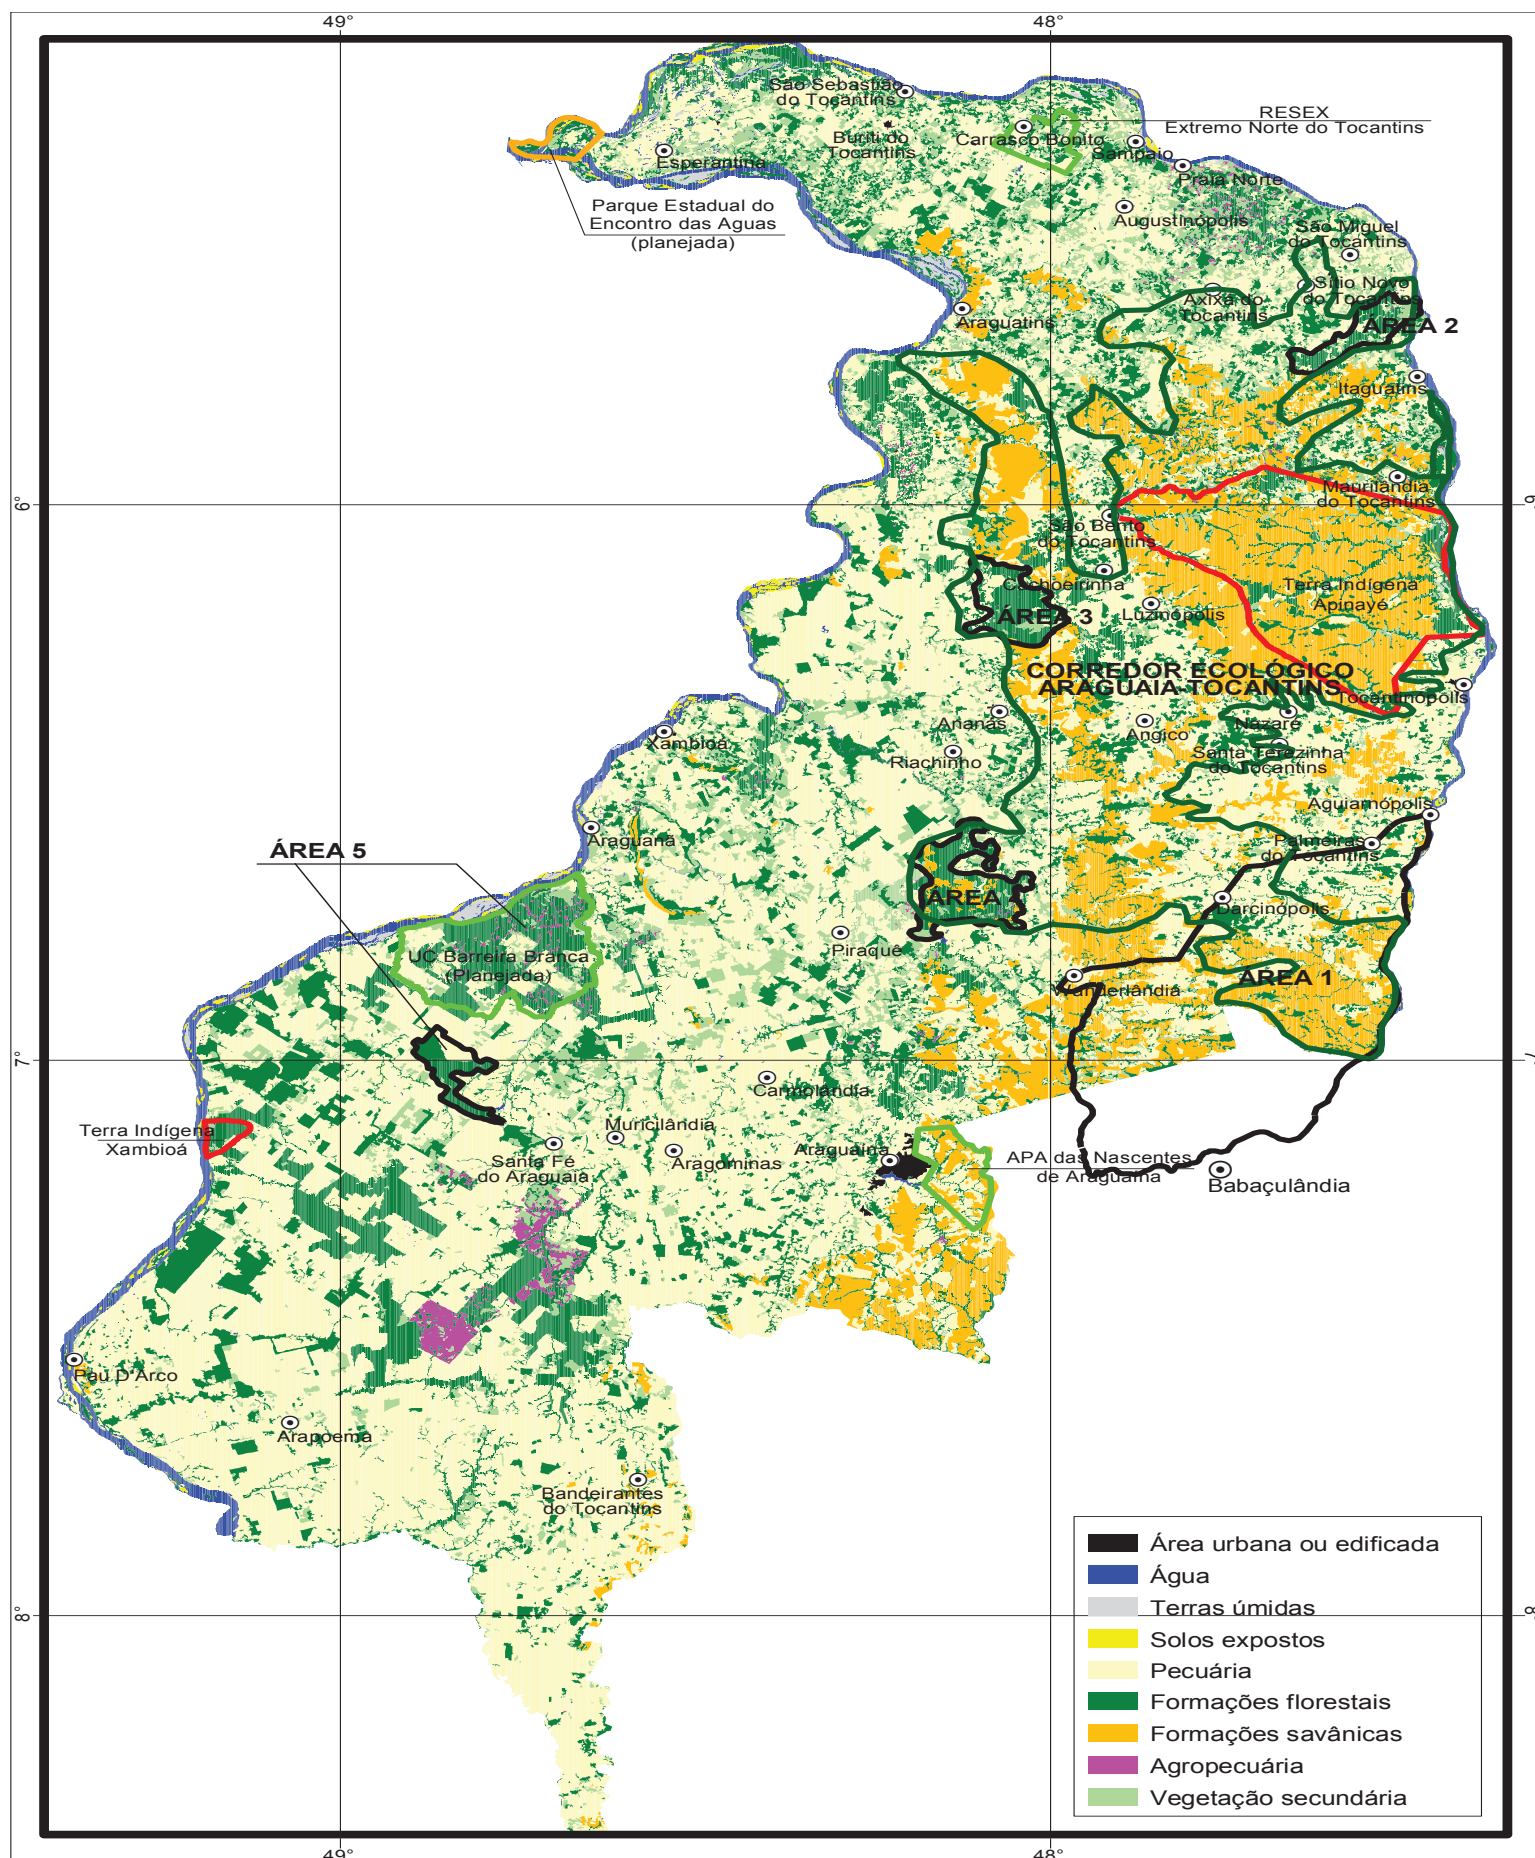 49°
48°
São Sebastião
do Tocantins
Buriti do
Tocantins
Carrasco Bonito
RESEX
Extremo Norte do Tocantins
Sampaio
Esperantina
Praia Norte
Parque Estadual do
Encontro das Aguas
(planejada)
Augustinópolis
São Miguel
do Tocantins
Axixá do
Tocantins
Sítio Novo
do Tocantins
Araguatins
ÁREA 2
Itaguatins
Maurilândia
do Tocantins
6°
6
São Bento
do Tocantins
Cachoeirinha
Terra Indígena
Apinayé
ÁREA 3
Luzinópolis
CORREDOR ECOLÓGICO
ARAGUAIA-TOCANTINS
Tocantinópolis
Ananás
Angico
Nazaré
Xambioá
Riachinho
Santa Terezinha
do Tocantins
Aguiarnópolis
Araguanã
Palmeiras
do Tocantins
ÁREA 5
ÁREA 4
Darcinópolis
Piraquê
UC Barreira Branca
(Planejada)
ÁREA 1
Wanderlândia
7°
7
Carmolândia
Terra Indígena
Xambioá
Muricilândia
Santa Fé
do Araguaia
Aragominas
Araguaína
APA das Nascentes
de Araguaína
Babaçulândia
Pau D'Arco
Arapoema
Bandeirantes
do Tocantins
8°
8
Área urbana ou edificada
Água
Terras úmidas
Solos expostos
Pecuária
Formações florestais
Formações savânicas
Agropecuária
Vegetação secundária
49°
48°